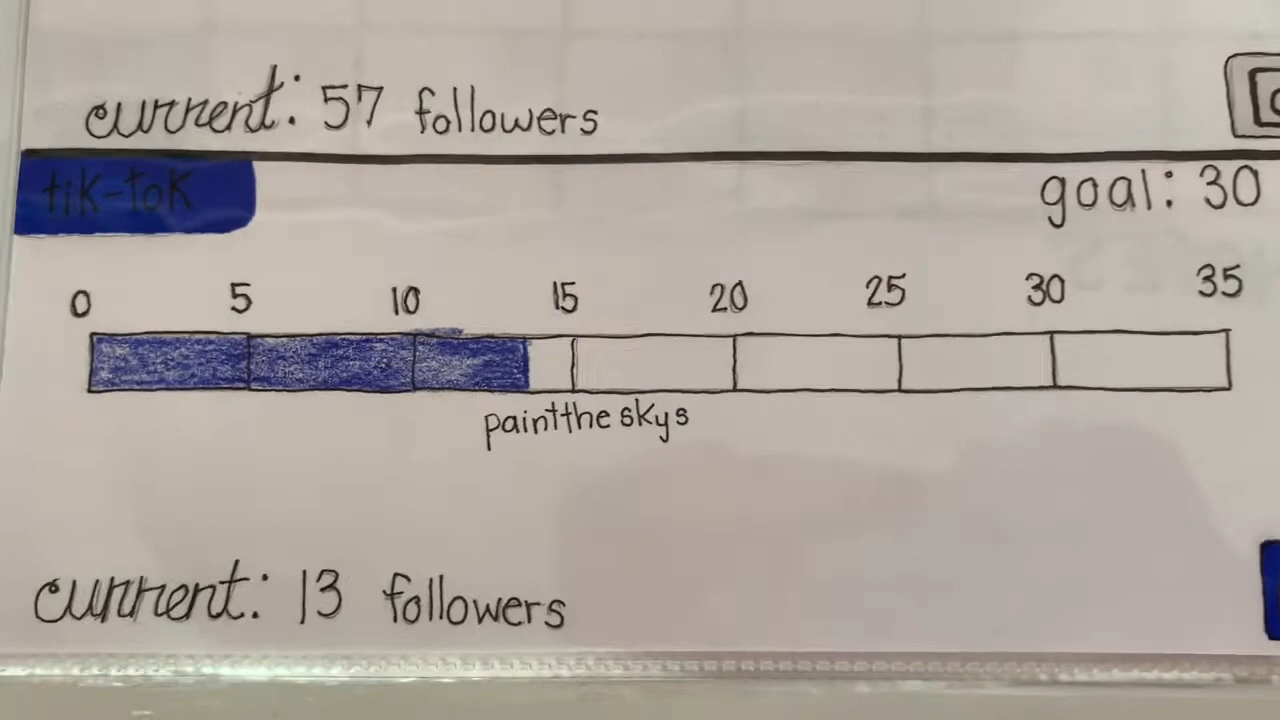 current: 57 followers
tik-tok
goal: 30
0 5 10 15 20 25 30 35
paintthe skys
current: 13 followers